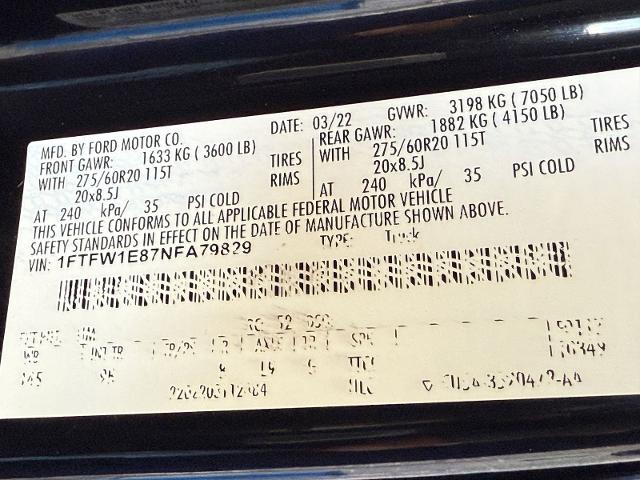 MFD. BY FORD MOTOR CO.
DATE: 03/22 GVWR: 3198 KG ( 7050 LB)
FRONT GAWR: 1633 KG ( 3600 LB)
WITH 275/60R20 115T TIRES
20x8.5J RIMS
AT 240 kPa/ 35 PSI COLD
REAR GAWR: 1882 KG ( 4150 LB)
WITH 275/60R20 115T TIRES
20x8.5J RIMS
AT 240 kPa/ 35 PSI COLD
THIS VEHICLE CONFORMS TO ALL APPLICABLE FEDERAL MOTOR VEHICLE
SAFETY STANDARDS IN EFFECT ON THE DATE OF MANUFACTURE SHOWN ABOVE.
VIN: 1FTFW1E87NFA79829 TYPE: Truck
WB INT TR
145